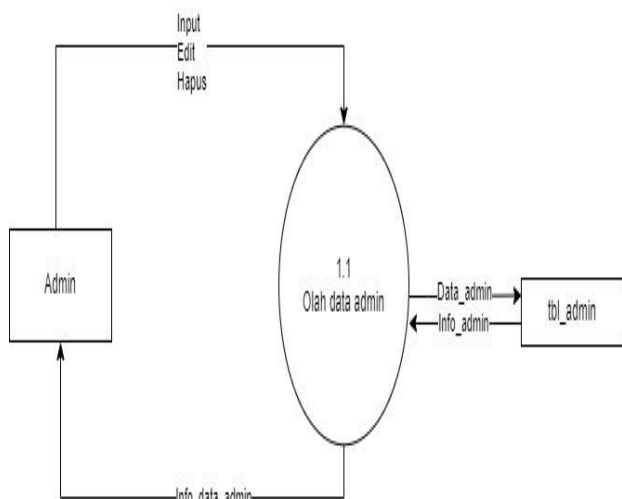 Input
Edit
Hapus
Admin
1.1
Olah data admin
Data_admin
Info_admin
tbl_admin
Info_data_admin